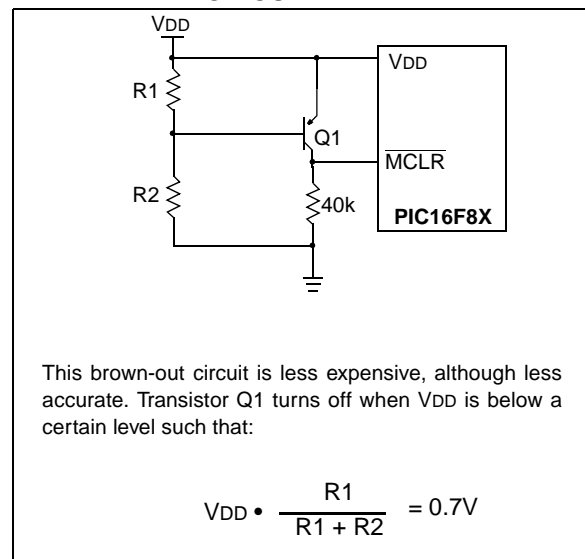 VDD
VDD
R1
Q1
MCLR
R2
40k
PIC16F8X
This brown-out circuit is less expensive, although less
accurate. Transistor Q1 turns off when VDD is below a
certain level such that:
VDD • R1 / R1 + R2 = 0.7V